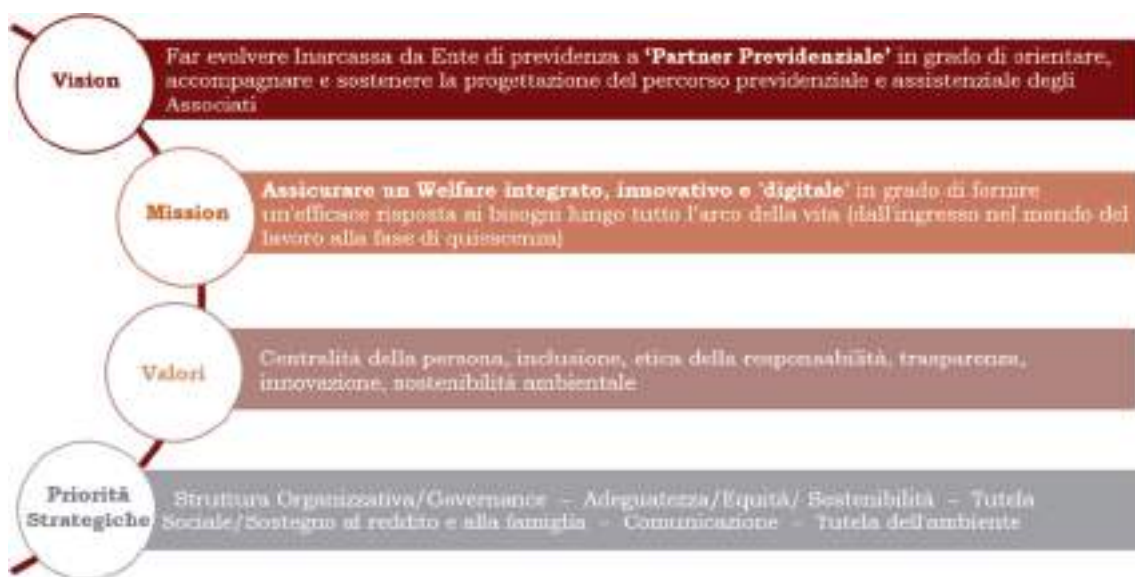 Vision
Far evolvere Inarcassa da Ente di previdenza a 'Partner Previdenziale' in grado di orientare,
accompagnare e sostenere la progettazione del percorso previdenziale e assistenziale degli
Associati
Mission
Assicurare un Welfare integrato, innovativo e 'digitale' in grado di fornire
un'efficace risposta ai bisogni lungo tutto l'arco della vita (dall'ingresso nel mondo del
lavoro alla fase di quiescenza)
Valori
Centralità della persona, inclusione, etica della responsabilità, trasparenza,
innovazione, sostenibilità ambientale
Priorità
Strategiche
Struttura Organizzativa/Governance – Adeguatezza/Equità/ Sostenibilità – Tutela
Sociale/Sostegno al reddito e alla famiglia – Comunicazione – Tutela dell'ambiente